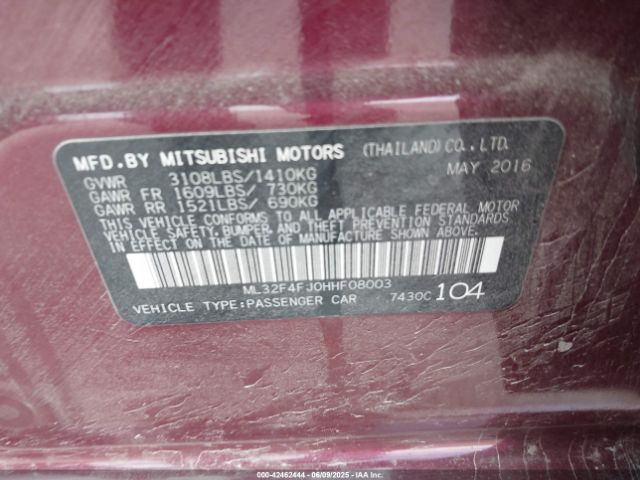 MFD.BY MITSUBISHI MOTORS (THAILAND) CO., LTD.
GVWR 3108LBS/1410KG MAY 2016
GAWR FR 1609LBS/ 730KG
GAWR RR 1521LBS/ 690KG
THIS VEHICLE CONFORMS TO ALL APPLICABLE FEDERAL MOTOR
VEHICLE SAFETY, BUMPER, AND THEFT PREVENTION STANDARDS
IN EFFECT ON THE DATE OF MANUFACTURE SHOWN ABOVE.
ML32F4FJ0HHF08003
VEHICLE TYPE:PASSENGER CAR 7430C 104
000-42462444 - 06/09/2025 - IAAI.COM